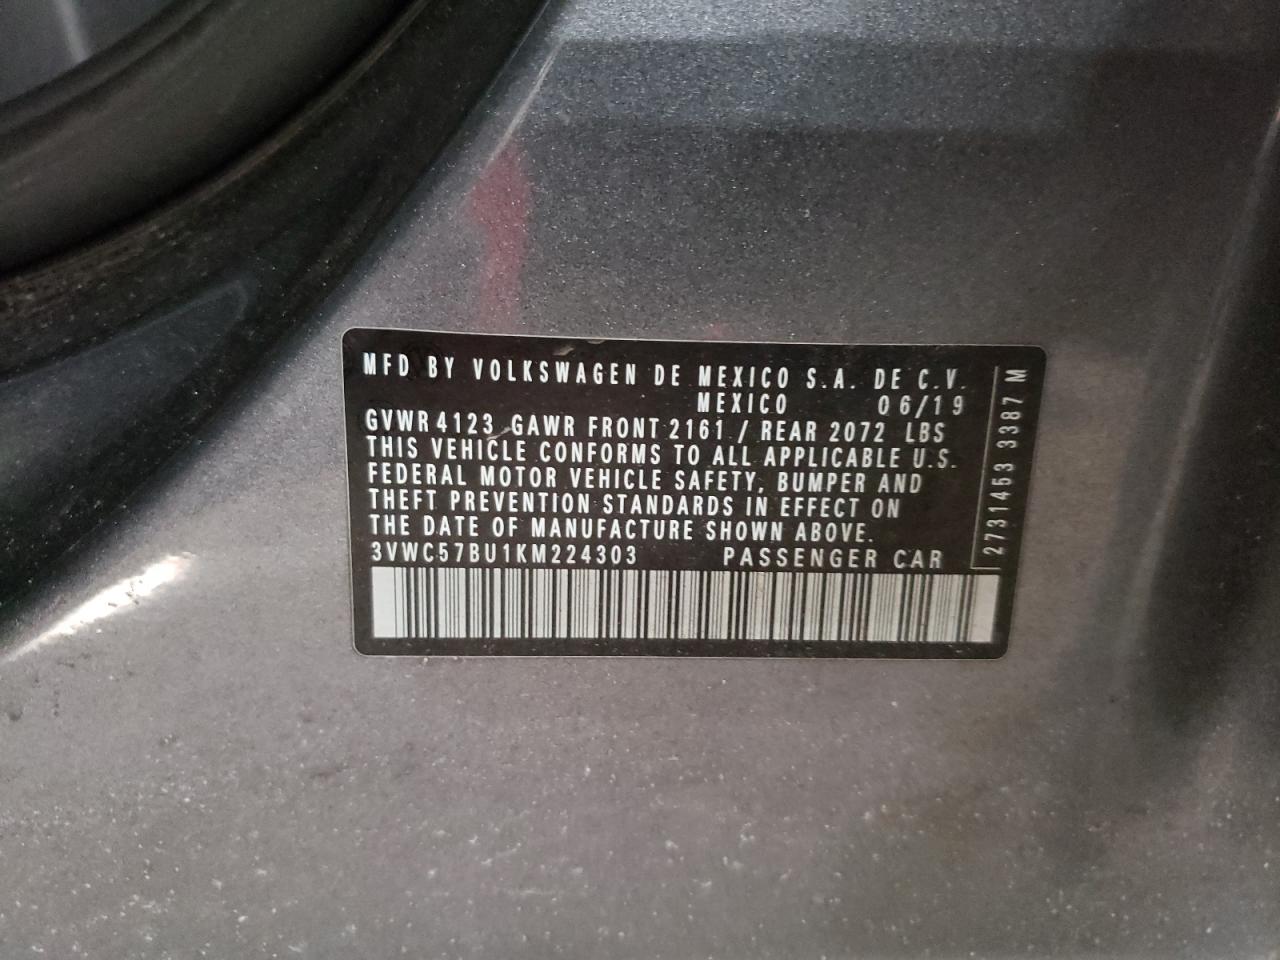 MFD BY VOLKSWAGEN DE MEXICO S.A. DE C.V.
MEXICO 06/19
GVWR 4123 GAWR FRONT 2161 / REAR 2072 LBS
THIS VEHICLE CONFORMS TO ALL APPLICABLE U.S.
FEDERAL MOTOR VEHICLE SAFETY, BUMPER AND
THEFT PREVENTION STANDARDS IN EFFECT ON
THE DATE OF MANUFACTURE SHOWN ABOVE.
3VWC57BU1KM224303 PASSENGER CAR
2731453 3387 M